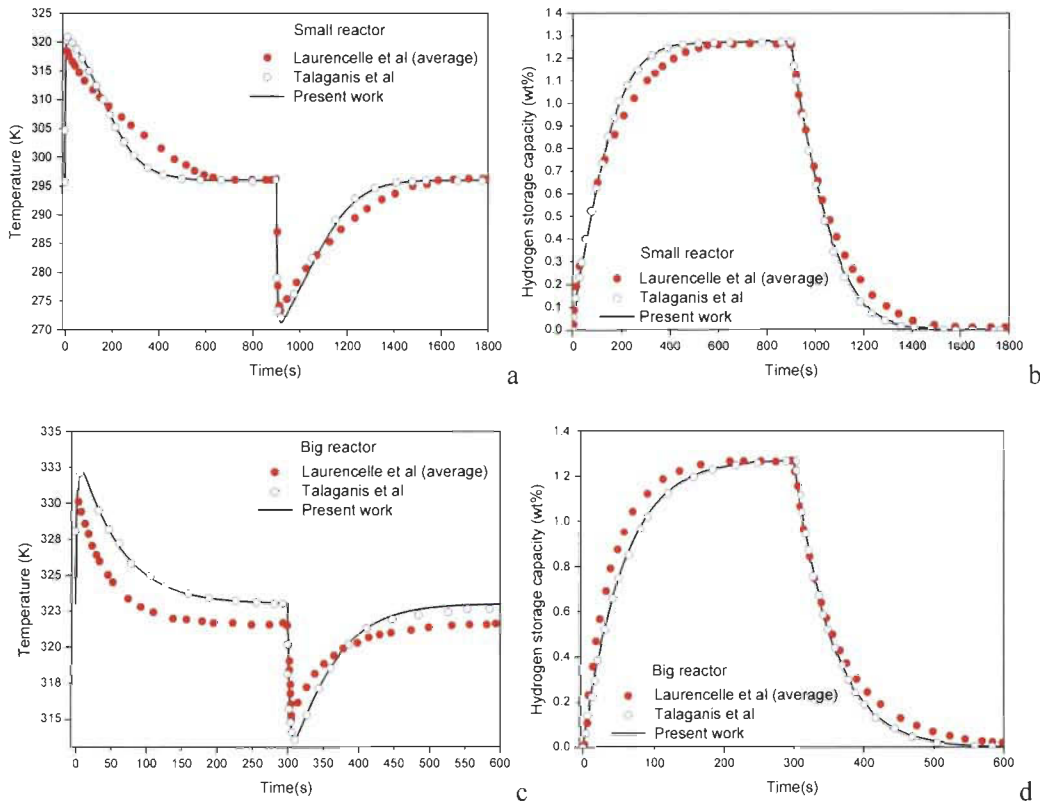 Small reactor
Laurencelle et al (average)
Talaganis et al
Present work
Temperature (K)
320
315
310
305
300
295
290
285
280
275
270
0 200 400 600 800 1000 1200 1400 1600 1800
Time(s)
a
Small reactor
Laurencelle et al (average)
Talaganis et al
Present work
Hydrogen storage capacity (wt%)
1.4
1.3
1.2
1.1
1.0
0.9
0.8
0.7
0.6
0.5
0.4
0.3
0.2
0.1
0.0
0 200 400 600 800 1000 1200 1400 1600 1800
Time(s)
b
Big reactor
Laurencelle et al (average)
Talaganis et al
Present work
Temperature (K)
335
333
330
328
325
323
320
318
315
0 50 100 150 200 250 300 350 400 450 500 550 600
Time(s)
c
Big reactor
Laurencelle et al (average)
Talaganis et al
Present work
Hydrogen storage capacity (wt%)
1.4
1.2
1.0
0.8
0.6
0.4
0.2
0.0
0 100 200 300 400 500 600
Time(s)
d